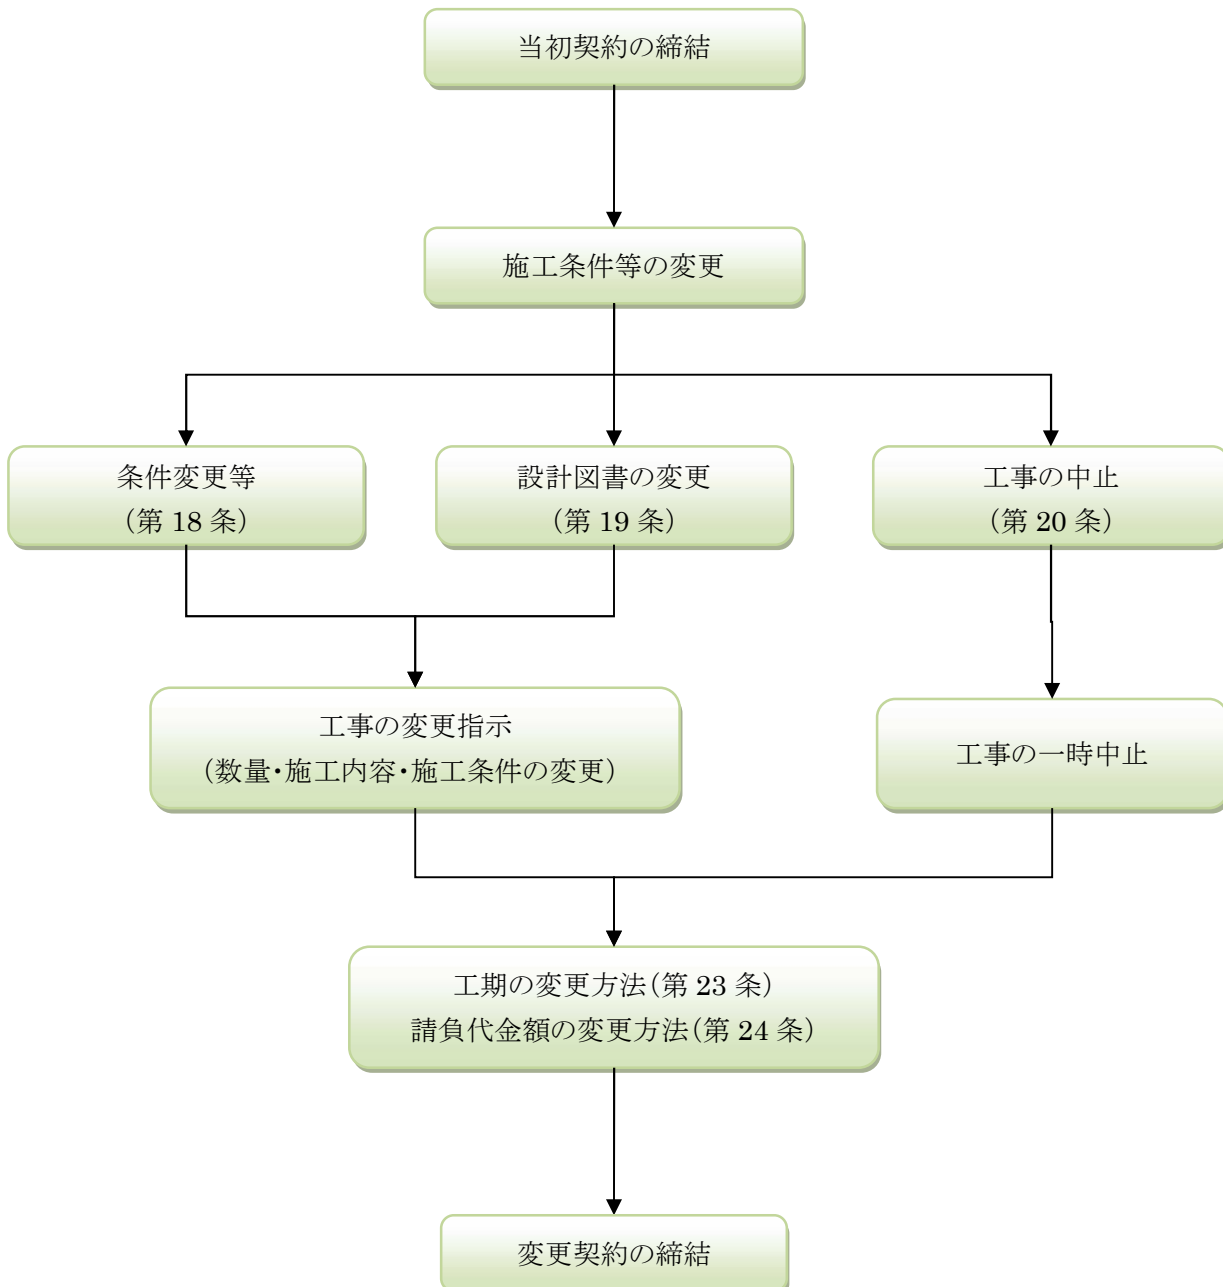 当初契約の締結
施工条件等の変更
条件変更等
（第 18 条）
設計図書の変更
（第 19 条）
工事の中止
（第 20 条）
工事の変更指示
（数量・施工内容・施工条件の変更）
工事の一時中止
工期の変更方法（第 23 条）
請負代金額の変更方法（第 24 条）
変更契約の締結